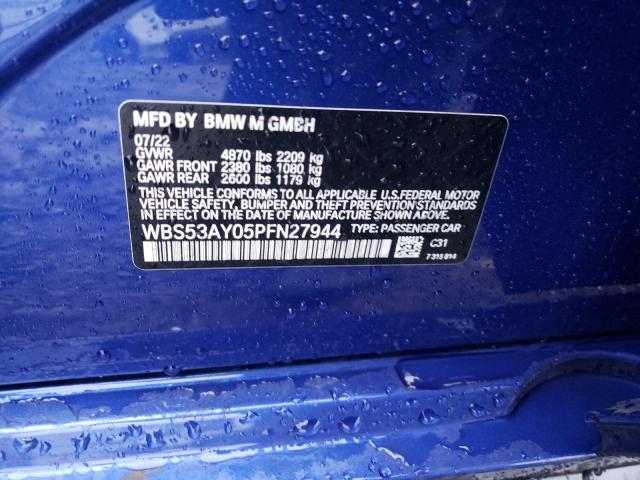 MFD BY BMW M GMBH
07/22
GVWR 4870 lbs 2209 kg
GAWR FRONT 2380 lbs 1080 kg
GAWR REAR 2600 lbs 1179 kg
THIS VEHICLE CONFORMS TO ALL APPLICABLE U.S.FEDERAL MOTOR
VEHICLE SAFETY, BUMPER AND THEFT PREVENTION STANDARDS
IN EFFECT ON THE DATE OF MANUFACTURE SHOWN ABOVE.
WBS53AY05PFN27944 TYPE: PASSENGER CAR
C31
7315814